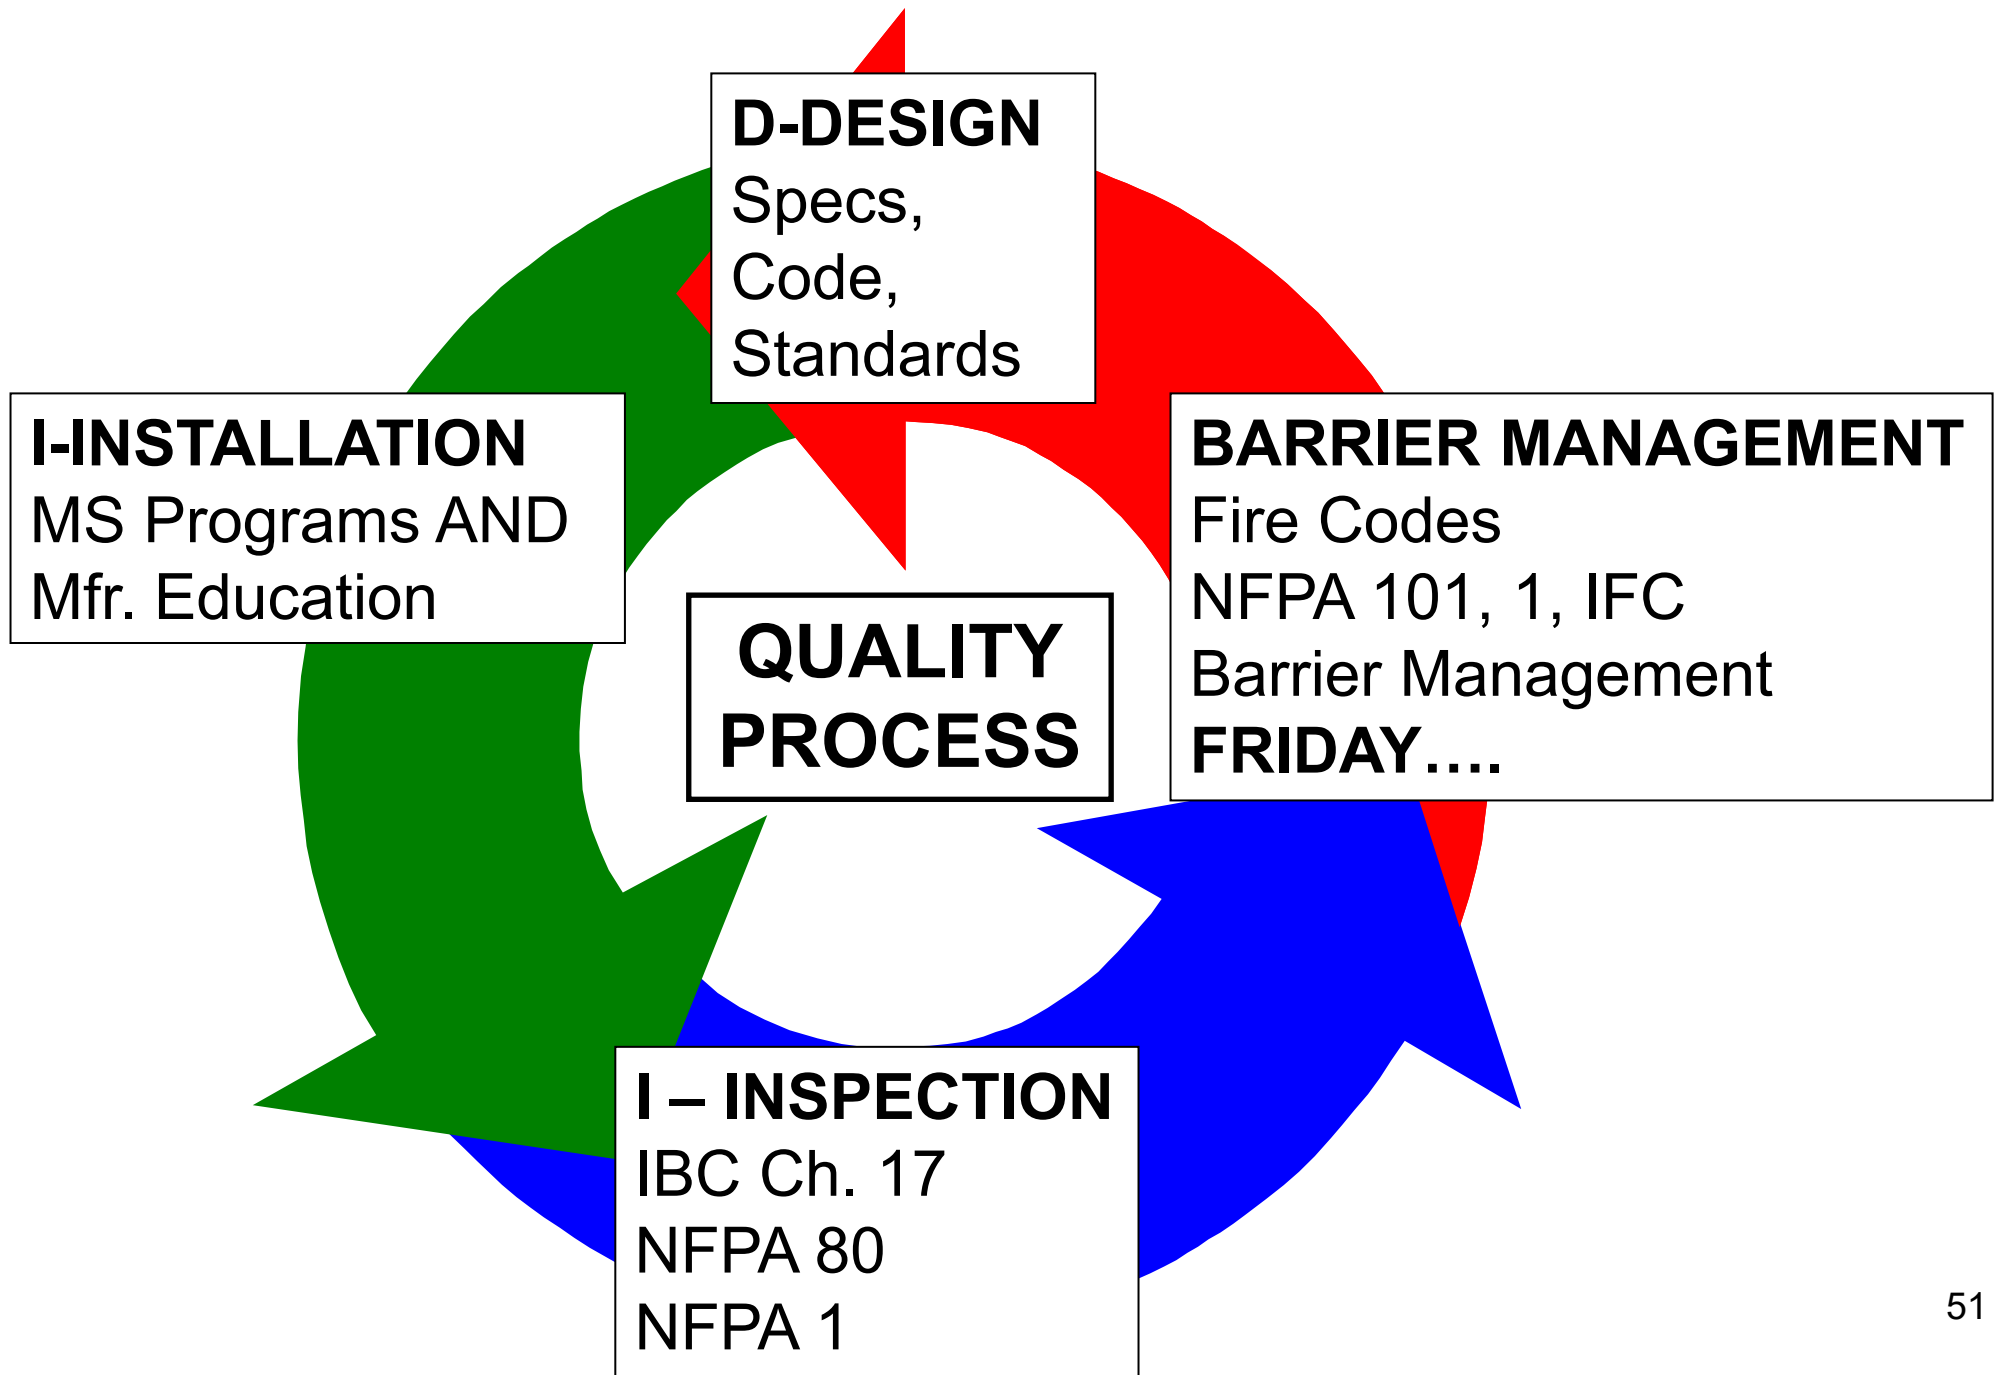 D-DESIGN
Specs,
Code,
Standards
I-INSTALLATION
MS Programs AND
Mfr. Education
BARRIER MANAGEMENT
Fire Codes
NFPA 101, 1, IFC
Barrier Management
FRIDAY….
QUALITY
PROCESS
I – INSPECTION
IBC Ch. 17
NFPA 80
NFPA 1
51